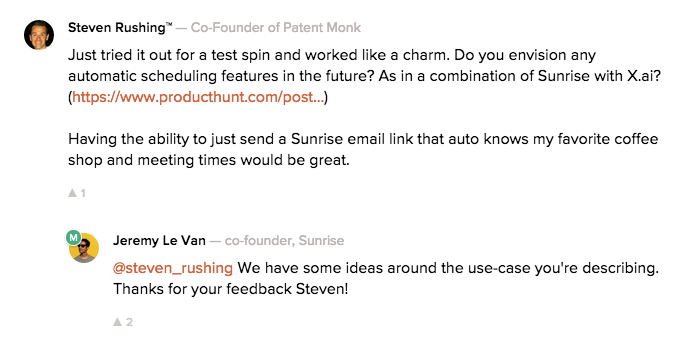 Steven Rushing™ — Co-Founder of Patent Monk
Just tried it out for a test spin and worked like a charm. Do you envision any
automatic scheduling features in the future? As in a combination of Sunrise with X.ai?
(https://www.producthunt.com/post...)
Having the ability to just send a Sunrise email link that auto knows my favorite coffee
shop and meeting times would be great.
▲ 1
M
Jeremy Le Van — co-founder, Sunrise
@steven_rushing We have some ideas around the use-case you're describing.
Thanks for your feedback Steven!
▲ 2